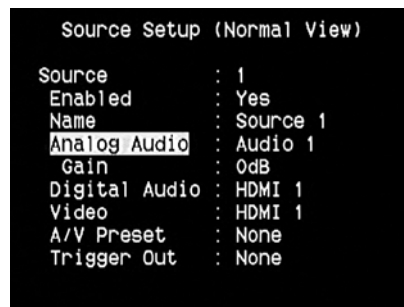 Source Setup (Normal View)
Source : 1
Enabled : Yes
Name : Source 1
Analog Audio : Audio 1
Gain : 0dB
Digital Audio : HDMI 1
Video : HDMI 1
A/V Preset : None
Trigger Out : None